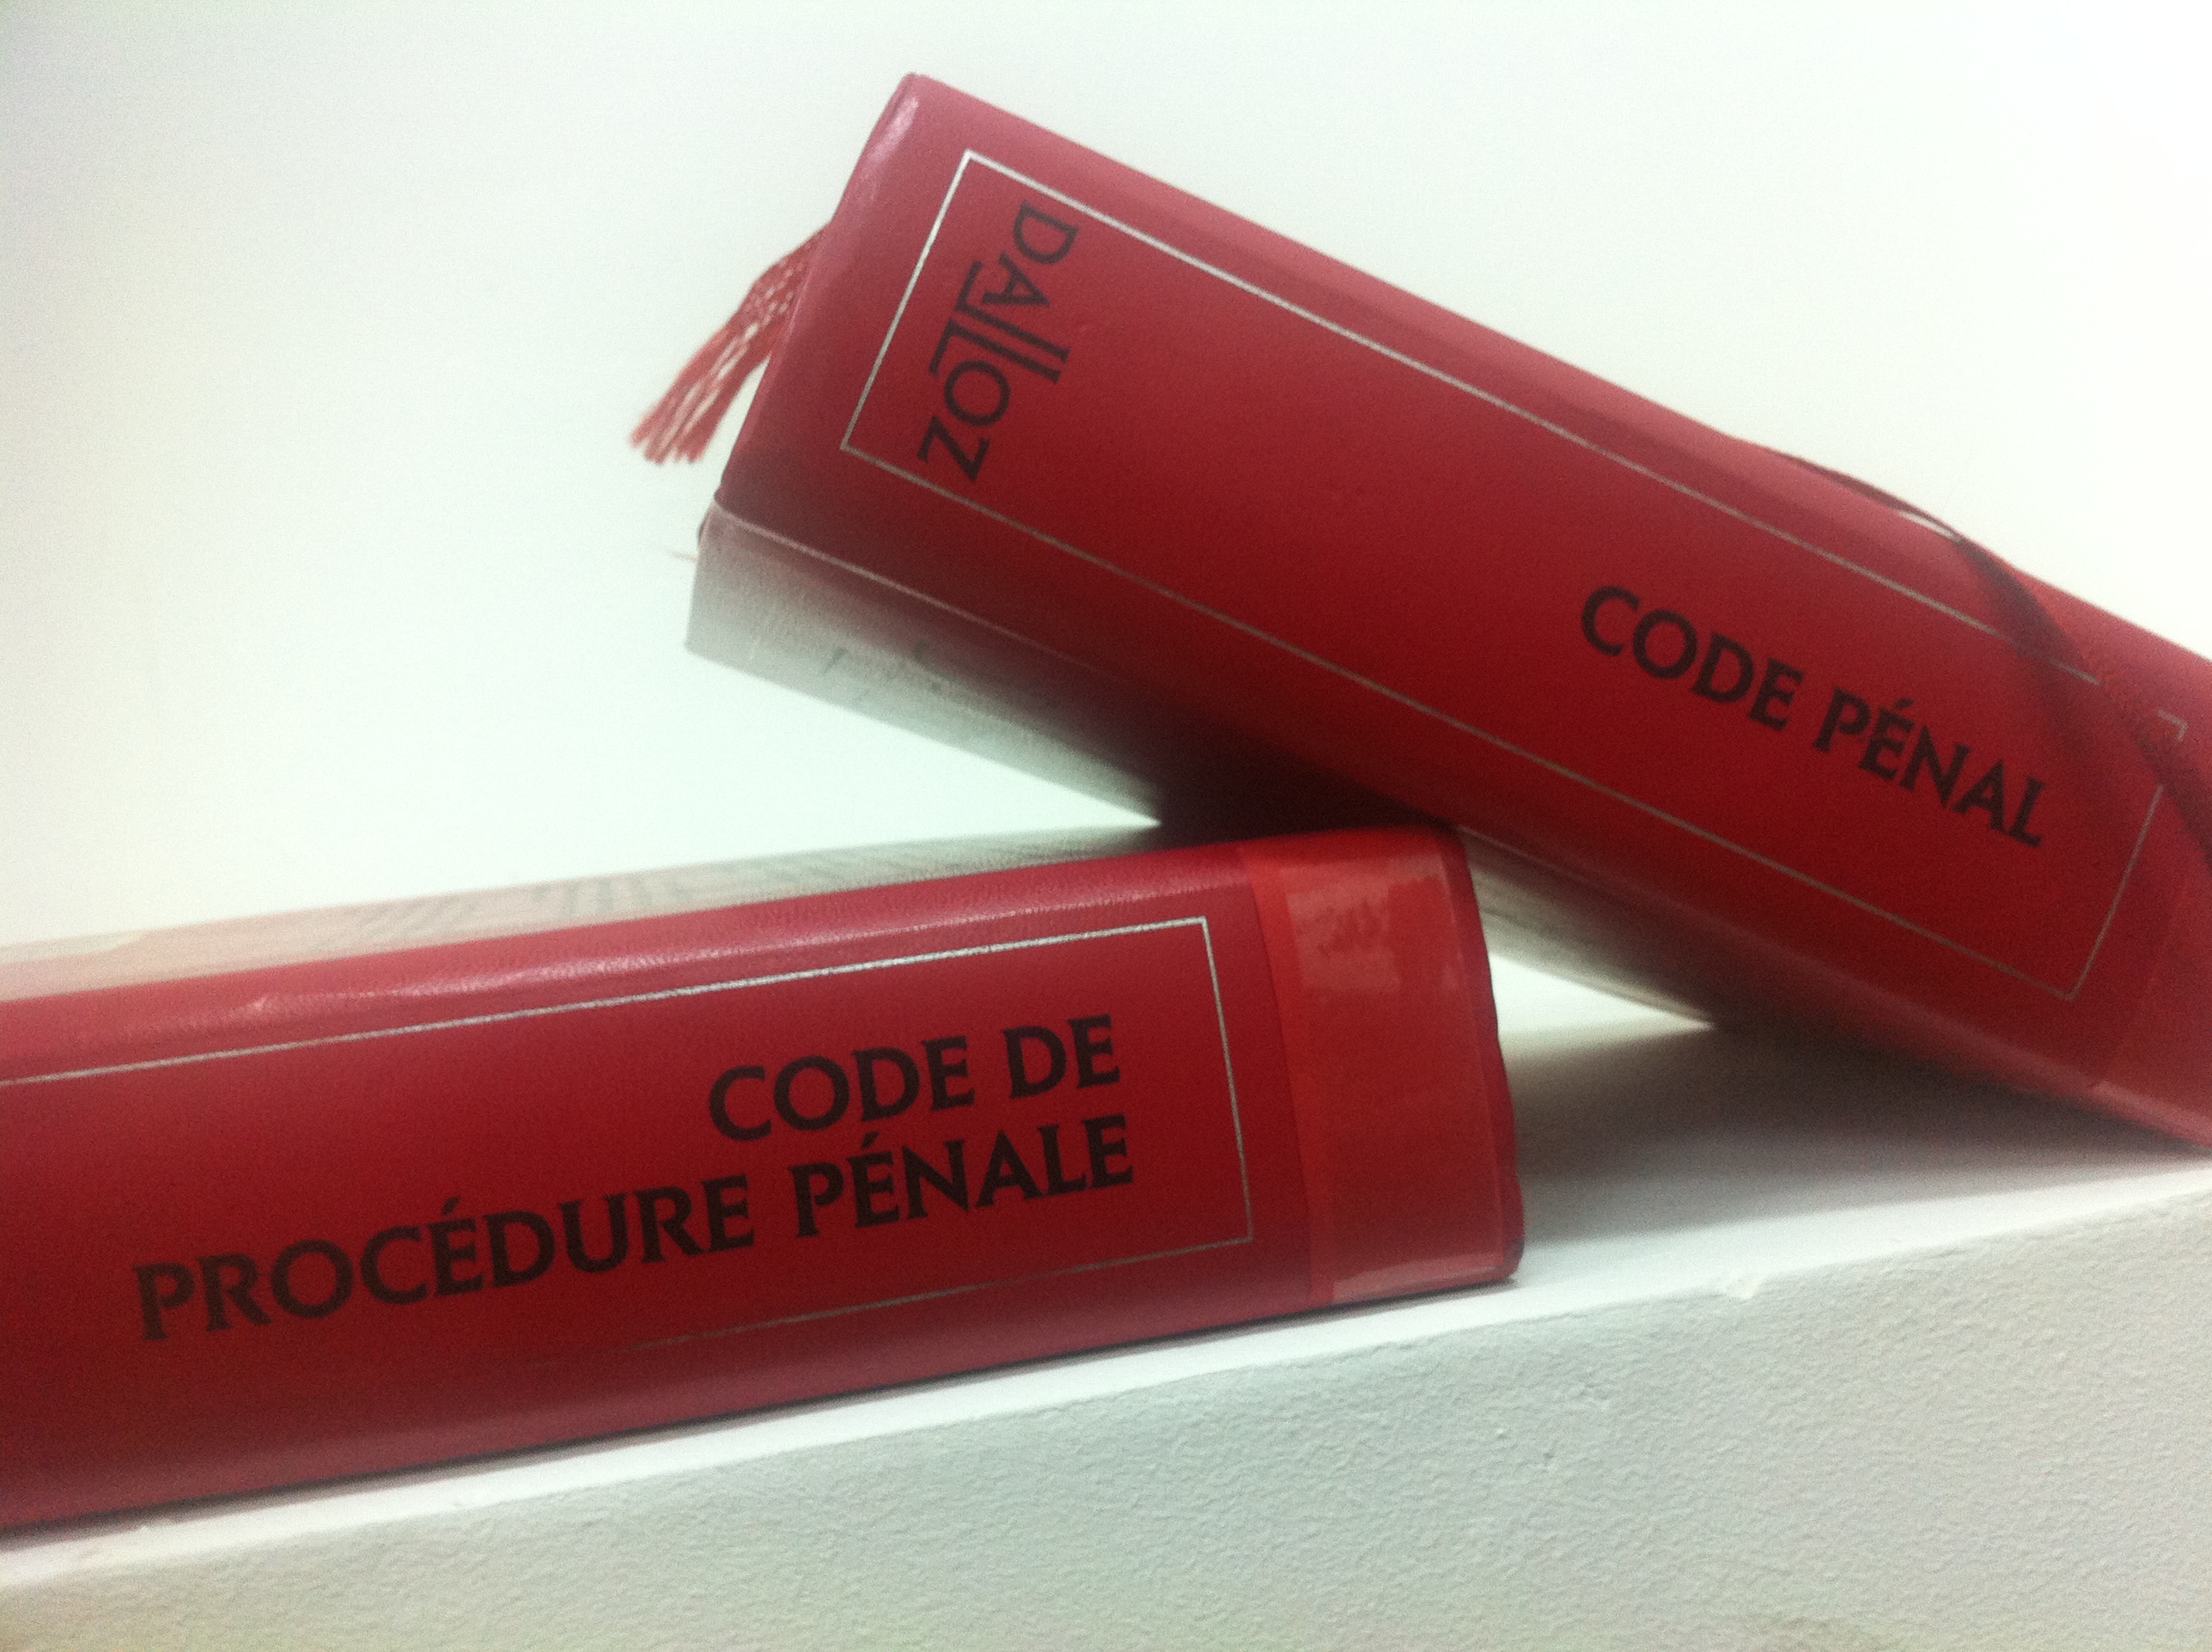 DALLOZ
CODE PÉNAL
CODE DE
PROCÉDURE PÉNALE